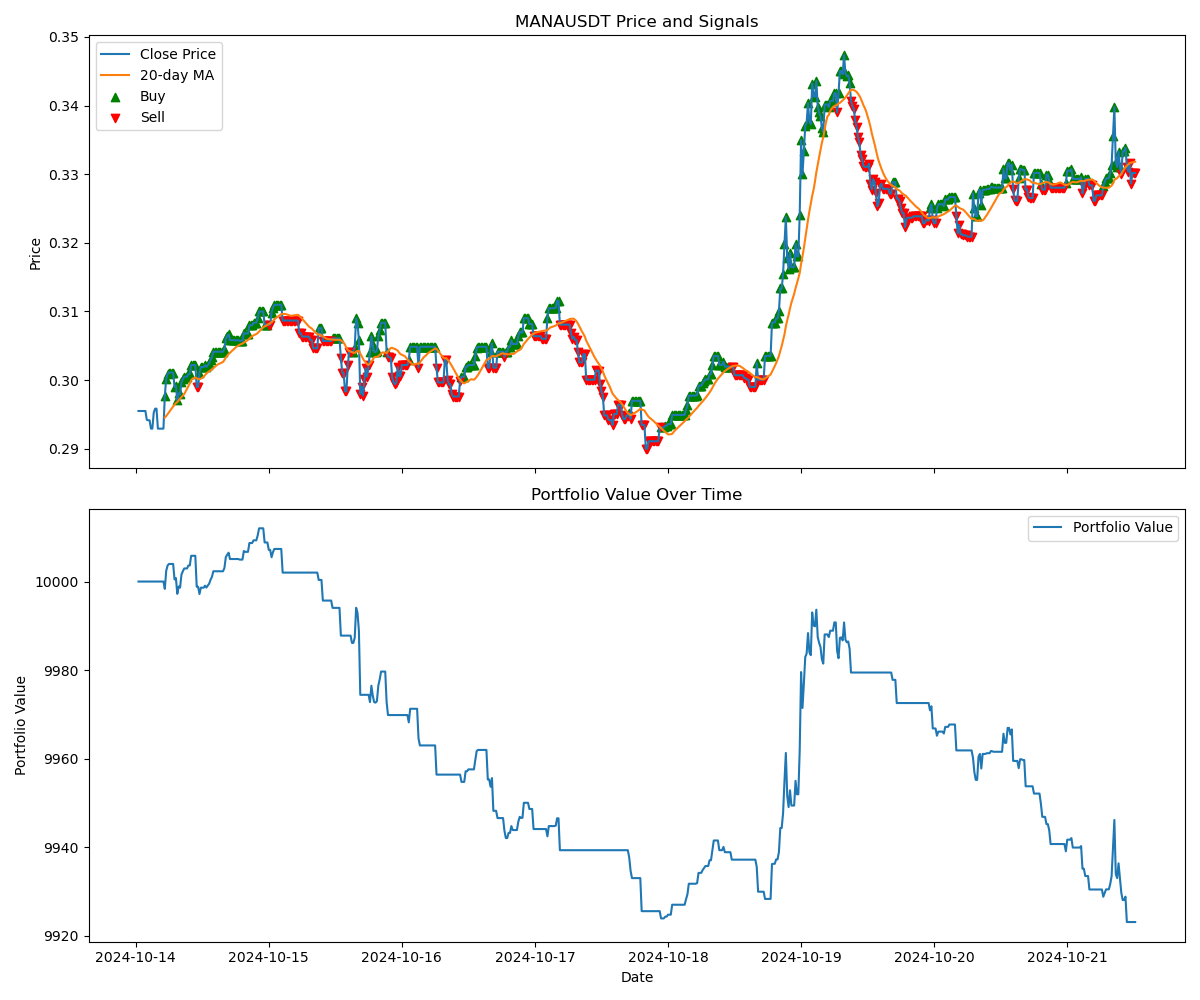 MANAUSDT Price and Signals
0.35
0.34
0.33
0.32
0.31
0.30
0.29
Price
Close Price
20-day MA
Buy
Sell
Portfolio Value Over Time
Portfolio Value
10000
9980
9960
9940
9920
Portfolio Value
2024-10-14
2024-10-15
2024-10-16
2024-10-17
2024-10-18
2024-10-19
2024-10-20
2024-10-21
Date